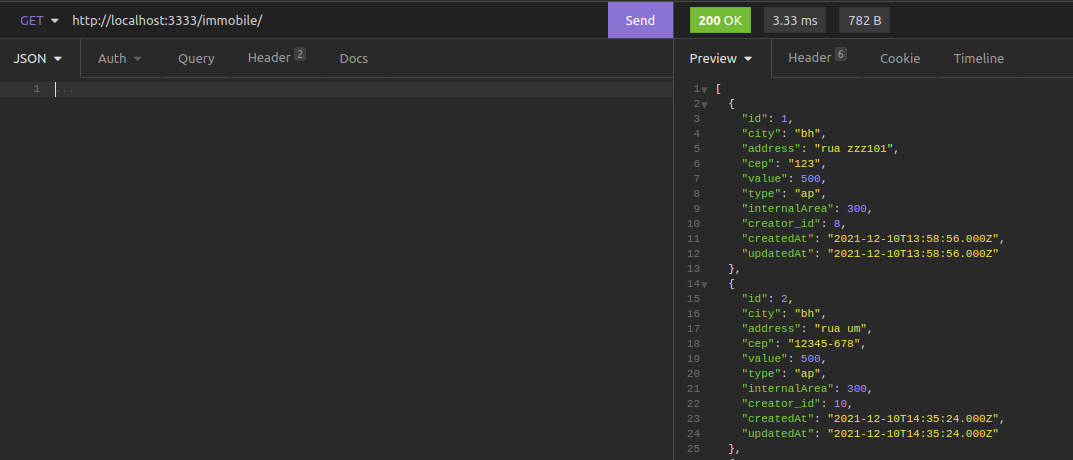 GET http://localhost:3333/immobile/ Send 200 OK 3.33 ms 782 B
JSON Auth Query Header 2 Docs Preview Header 6 Cookie Timeline
1 ...
1 [
2 {
3 "id": 1,
4 "city": "bh",
5 "address": "rua zzz101",
6 "cep": "123",
7 "value": 500,
8 "type": "ap",
9 "internalArea": 300,
10 "creator_id": 8,
11 "createdAt": "2021-12-10T13:58:56.000Z",
12 "updatedAt": "2021-12-10T13:58:56.000Z"
13 },
14 {
15 "id": 2,
16 "city": "bh",
17 "address": "rua um",
18 "cep": "12345-678",
19 "value": 500,
20 "type": "ap",
21 "internalArea": 300,
22 "creator_id": 10,
23 "createdAt": "2021-12-10T14:35:24.000Z",
24 "updatedAt": "2021-12-10T14:35:24.000Z"
25 },